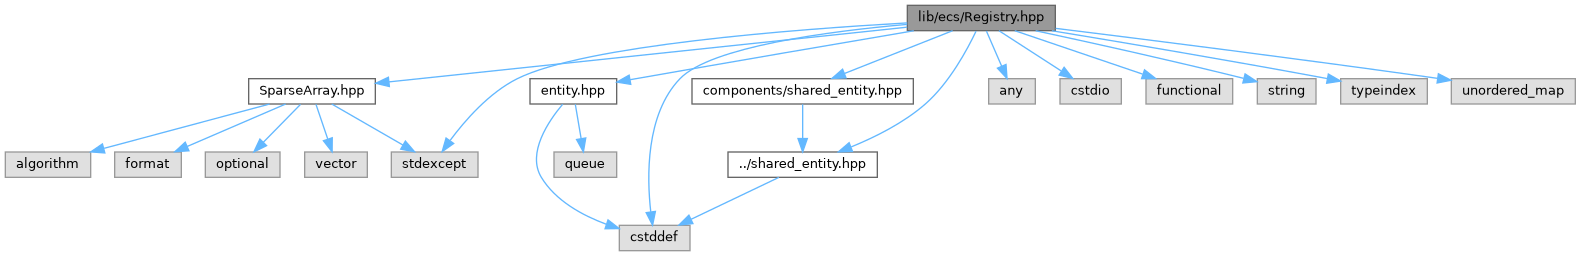 lib/ecs/Registry.hpp
SparseArray.hpp
entity.hpp
components/shared_entity.hpp
any
cstdio
functional
string
typeindex
unordered_map
algorithm
format
optional
vector
stdexcept
queue
../shared_entity.hpp
cstddef